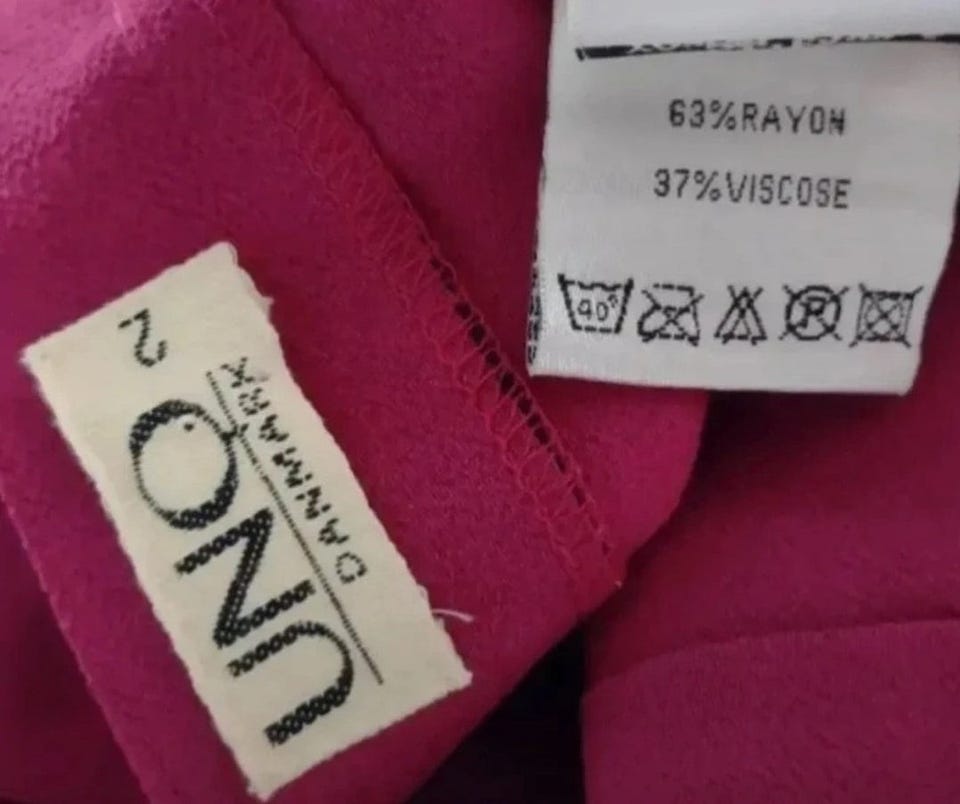 UNO
DANMARK
2
63%RAYON
37%VISCOSE
40°
P